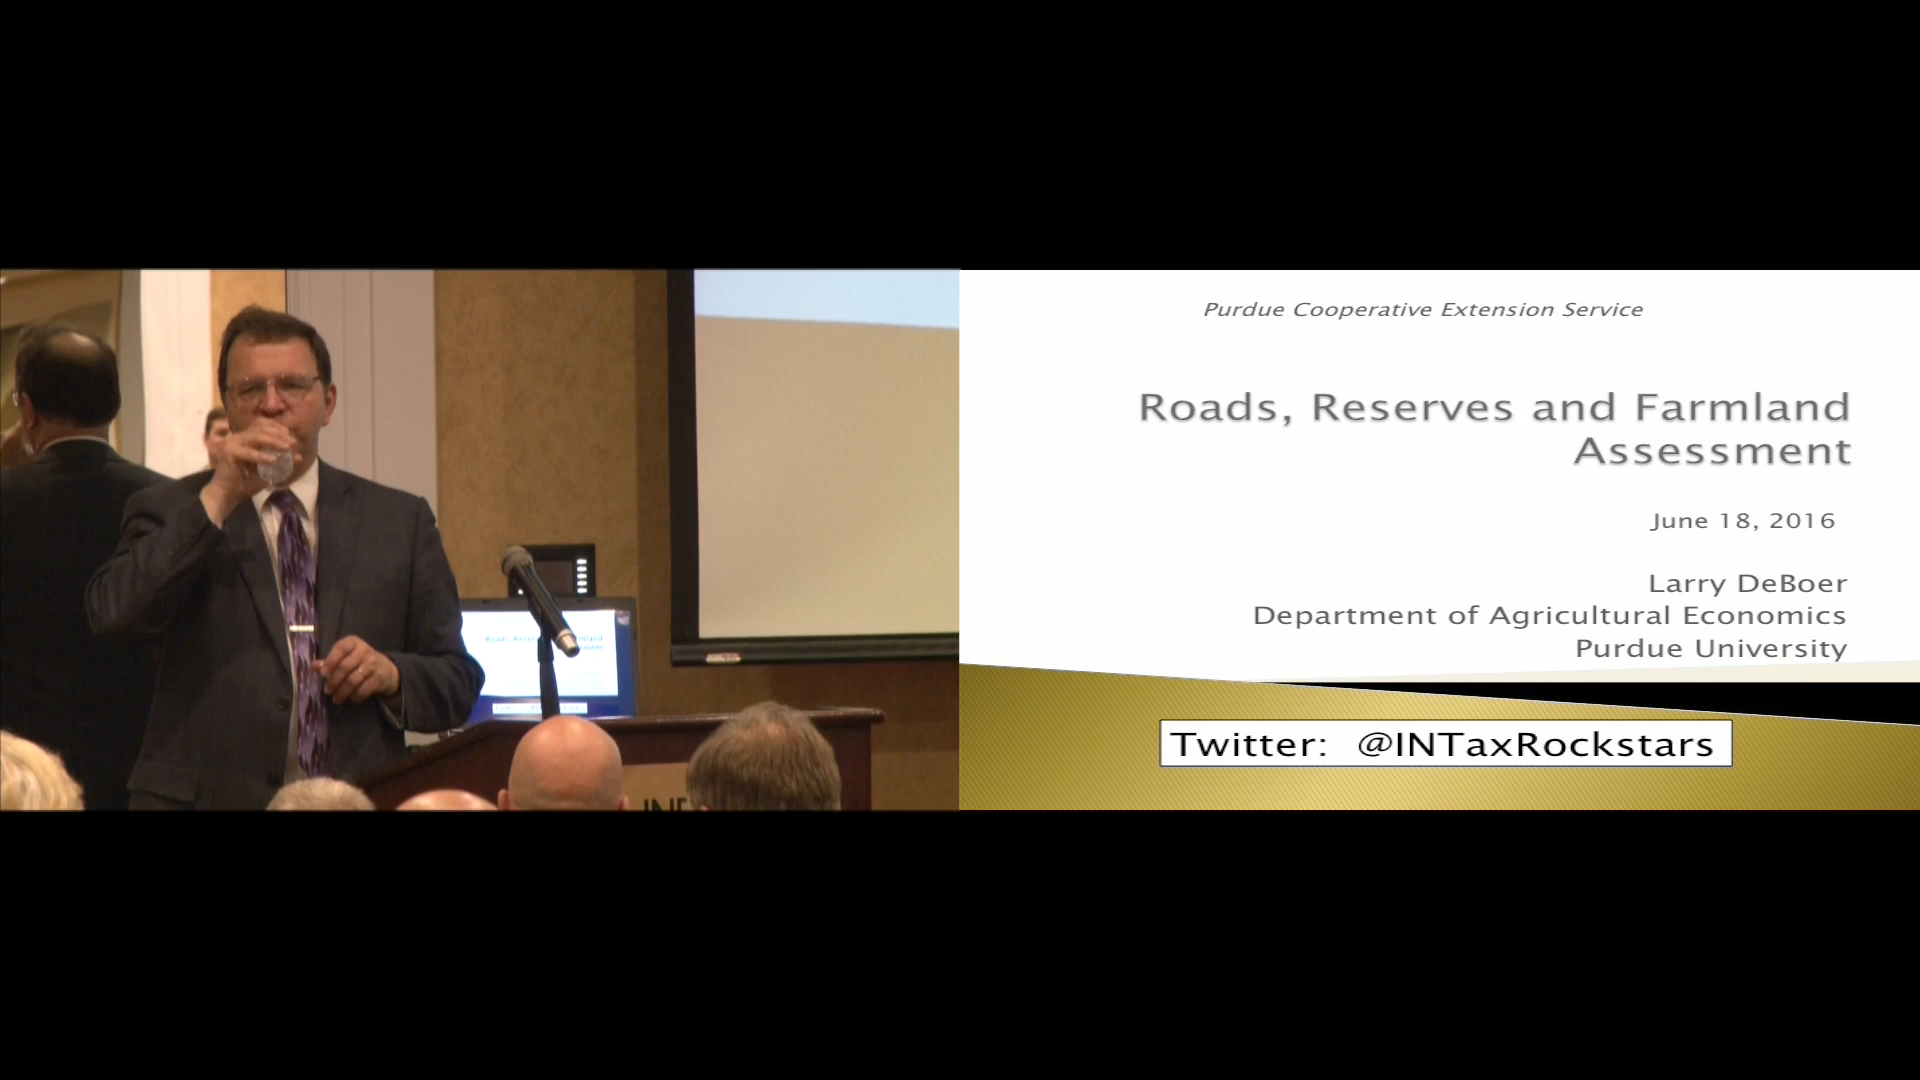 Purdue Cooperative Extension Service
Roads, Reserves and Farmland
Assessment
June 18, 2016
Larry DeBoer
Department of Agricultural Economics
Purdue University
Twitter: @INTaxRockstars